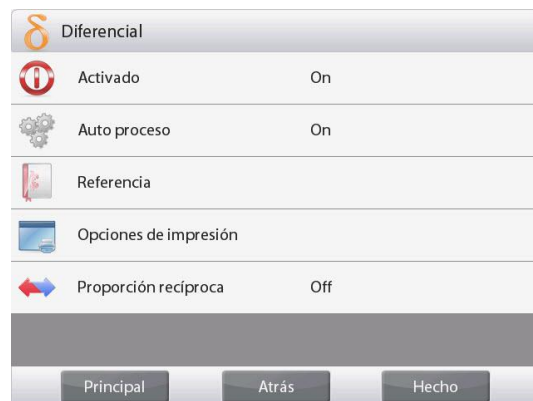 δ Diferencial
Activado On
Auto proceso On
Referencia
Opciones de impresión
Proporción recíproca Off
Principal Atrás Hecho